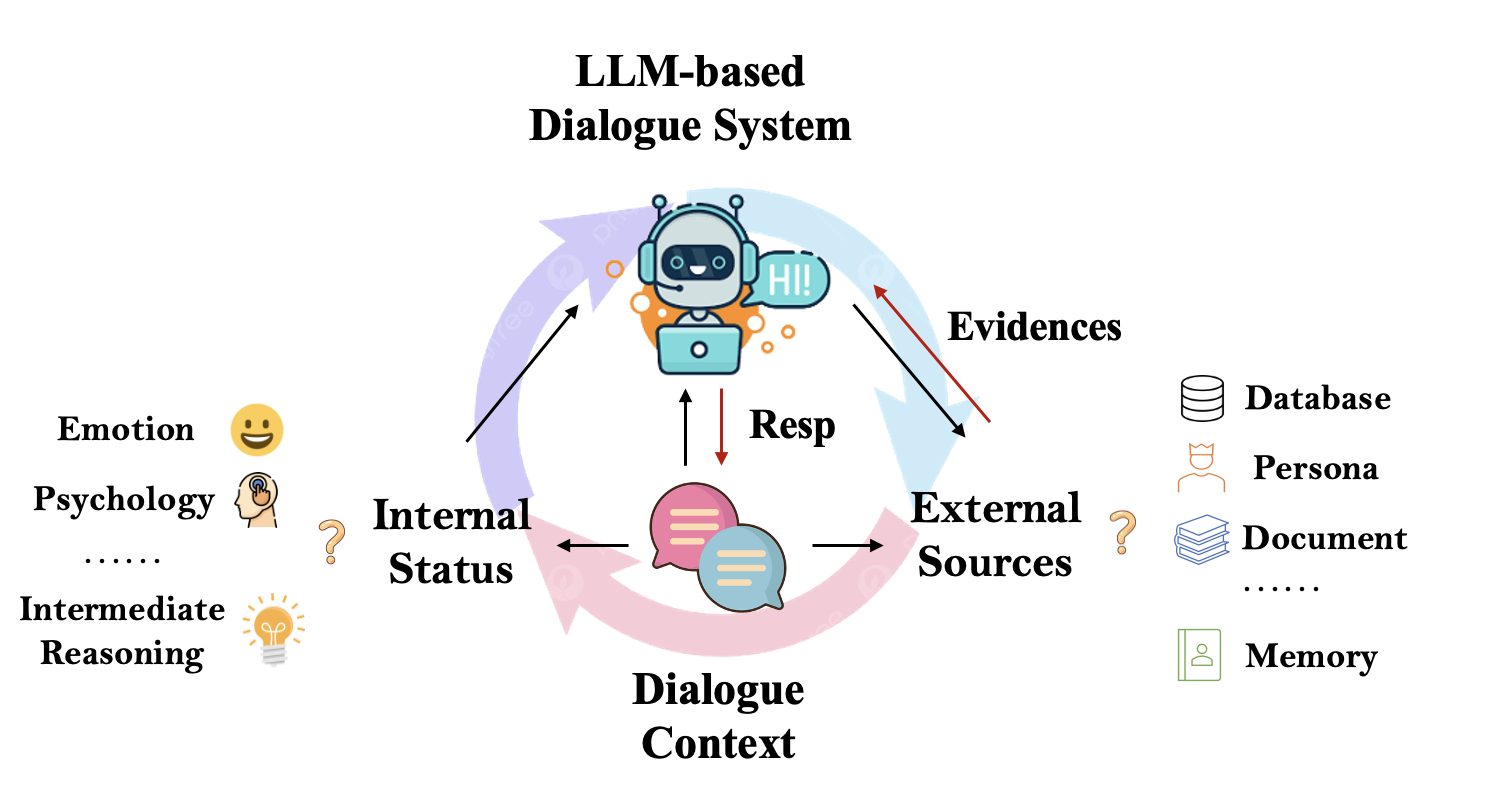 LLM-based
Dialogue System
HI!
Evidences
Resp
Emotion
Psychology
......
Intermediate
Reasoning
?
Internal
Status
External
Sources
?
Database
Persona
Document
......
Memory
Dialogue
Context